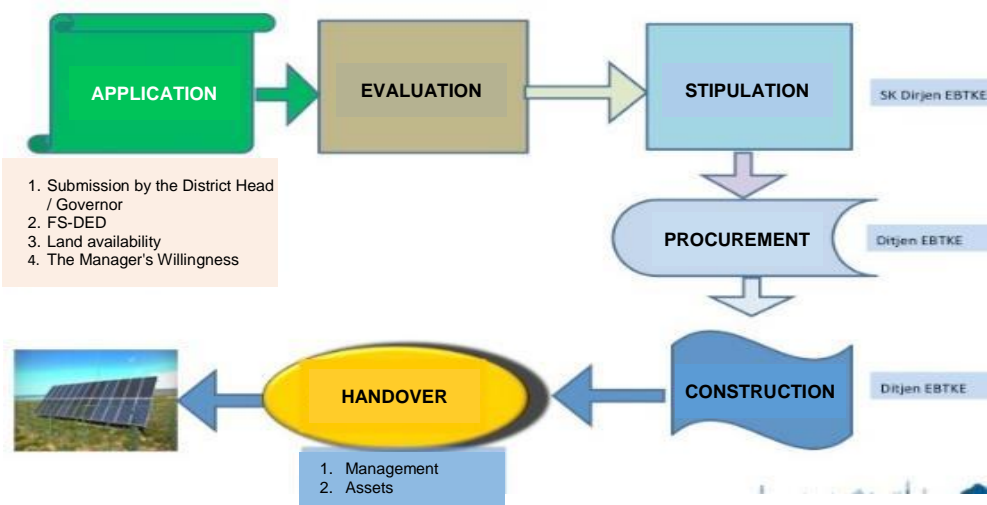 APPLICATION
EVALUATION
STIPULATION
SK Dirjen EBTKE
1. Submission by the District Head
/ Governor
2. FS-DED
3. Land availability
4. The Manager's Willingness
PROCUREMENT
Ditjen EBTKE
HANDOVER
CONSTRUCTION
Ditjen EBTKE
1. Management
2. Assets